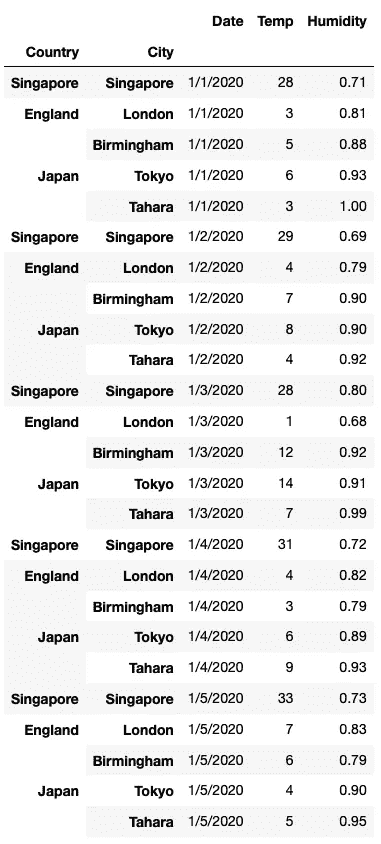 Date Temp Humidity
Country City
Singapore Singapore 1/1/2020 28 0.71
England London 1/1/2020 3 0.81
Birmingham 1/1/2020 5 0.88
Japan Tokyo 1/1/2020 6 0.93
Tahara 1/1/2020 3 1.00
Singapore Singapore 1/2/2020 29 0.69
England London 1/2/2020 4 0.79
Birmingham 1/2/2020 7 0.90
Japan Tokyo 1/2/2020 8 0.90
Tahara 1/2/2020 4 0.92
Singapore Singapore 1/3/2020 28 0.80
England London 1/3/2020 1 0.68
Birmingham 1/3/2020 12 0.92
Japan Tokyo 1/3/2020 14 0.91
Tahara 1/3/2020 7 0.99
Singapore Singapore 1/4/2020 31 0.72
England London 1/4/2020 4 0.82
Birmingham 1/4/2020 3 0.79
Japan Tokyo 1/4/2020 6 0.89
Tahara 1/4/2020 9 0.93
Singapore Singapore 1/5/2020 33 0.73
England London 1/5/2020 7 0.83
Birmingham 1/5/2020 6 0.79
Japan Tokyo 1/5/2020 4 0.90
Tahara 1/5/2020 5 0.95